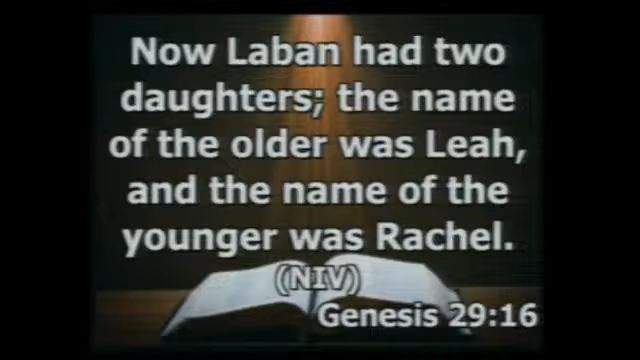 Now Laban had two
daughters; the name
of the older was Leah,
and the name of the
younger was Rachel.
(NIV)
Genesis 29:16